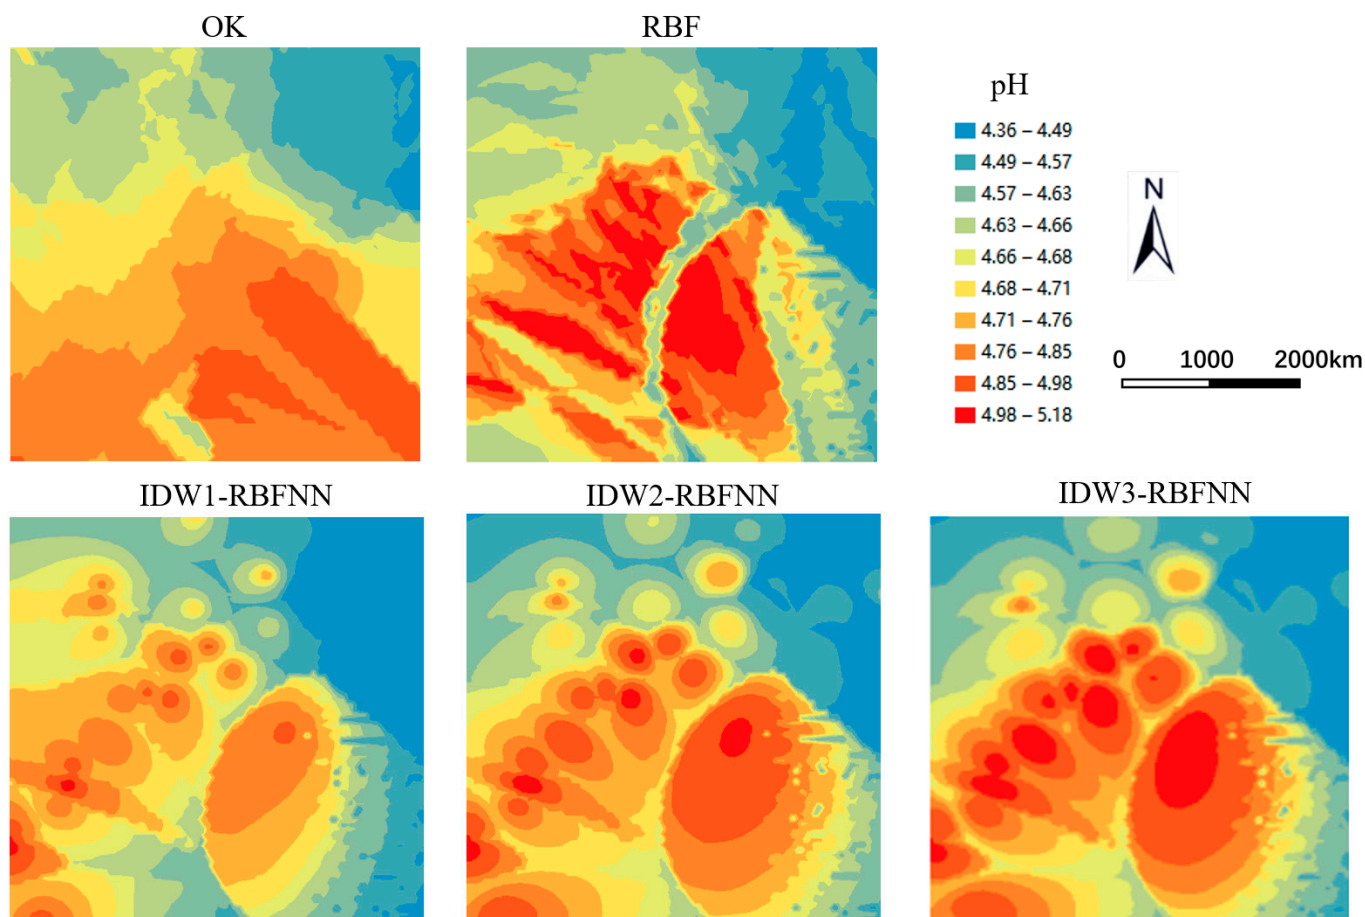 OK
RBF
pH
4.36 – 4.49
4.49 – 4.57
4.57 – 4.63
4.63 – 4.66
4.66 – 4.68
4.68 – 4.71
4.71 – 4.76
4.76 – 4.85
4.85 – 4.98
4.98 – 5.18
N
0 1000 2000km
IDW1-RBFNN
IDW2-RBFNN
IDW3-RBFNN